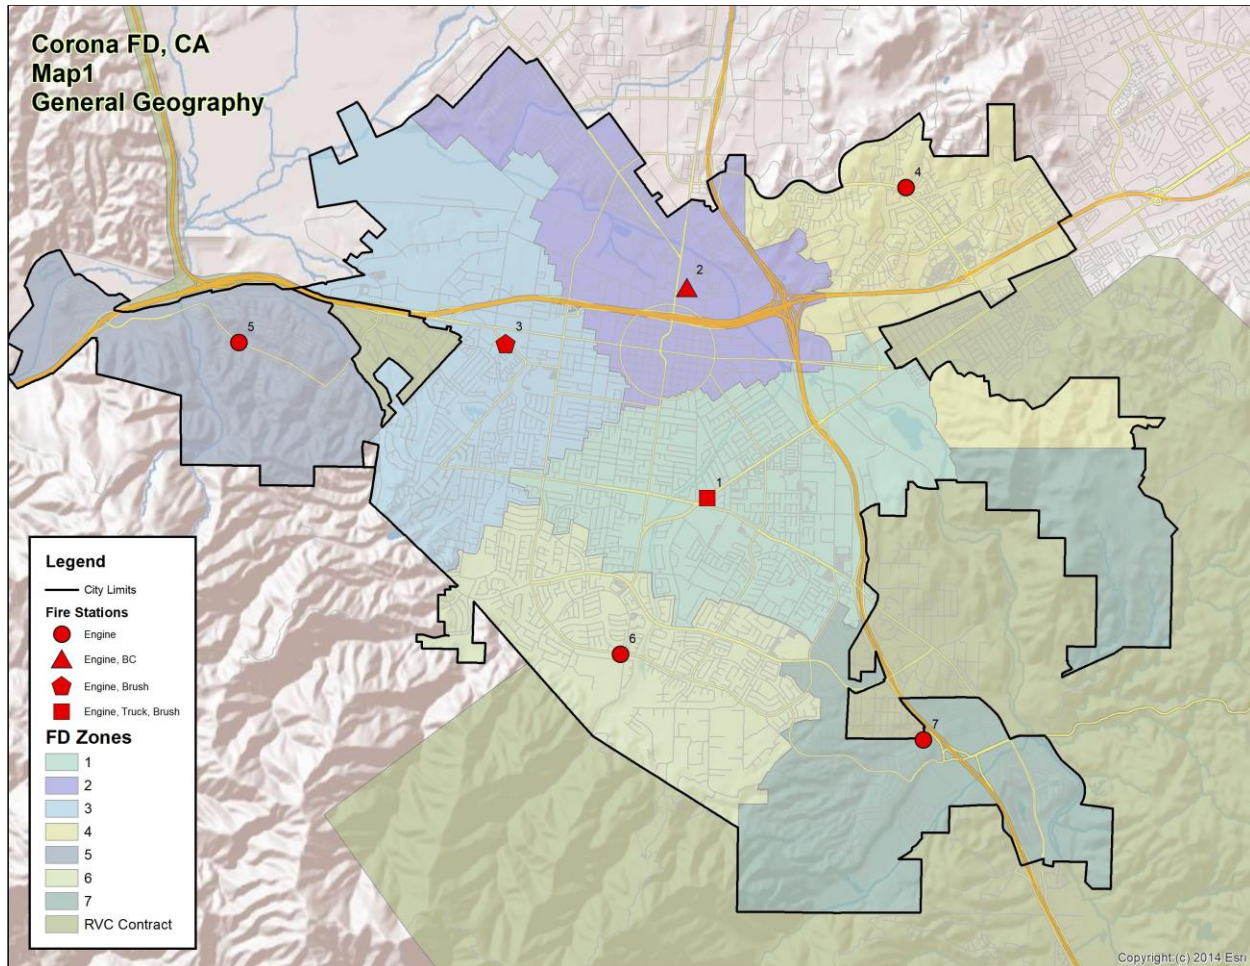 Corona FD, CA
Map1
General Geography
4
2
5
3
1
6
7
Legend
City Limits
Fire Stations
Engine
Engine, BC
Engine, Brush
Engine, Truck, Brush
FD Zones
1
2
3
4
5
6
7
RVC Contract
Copyright (c) 2014 Esri